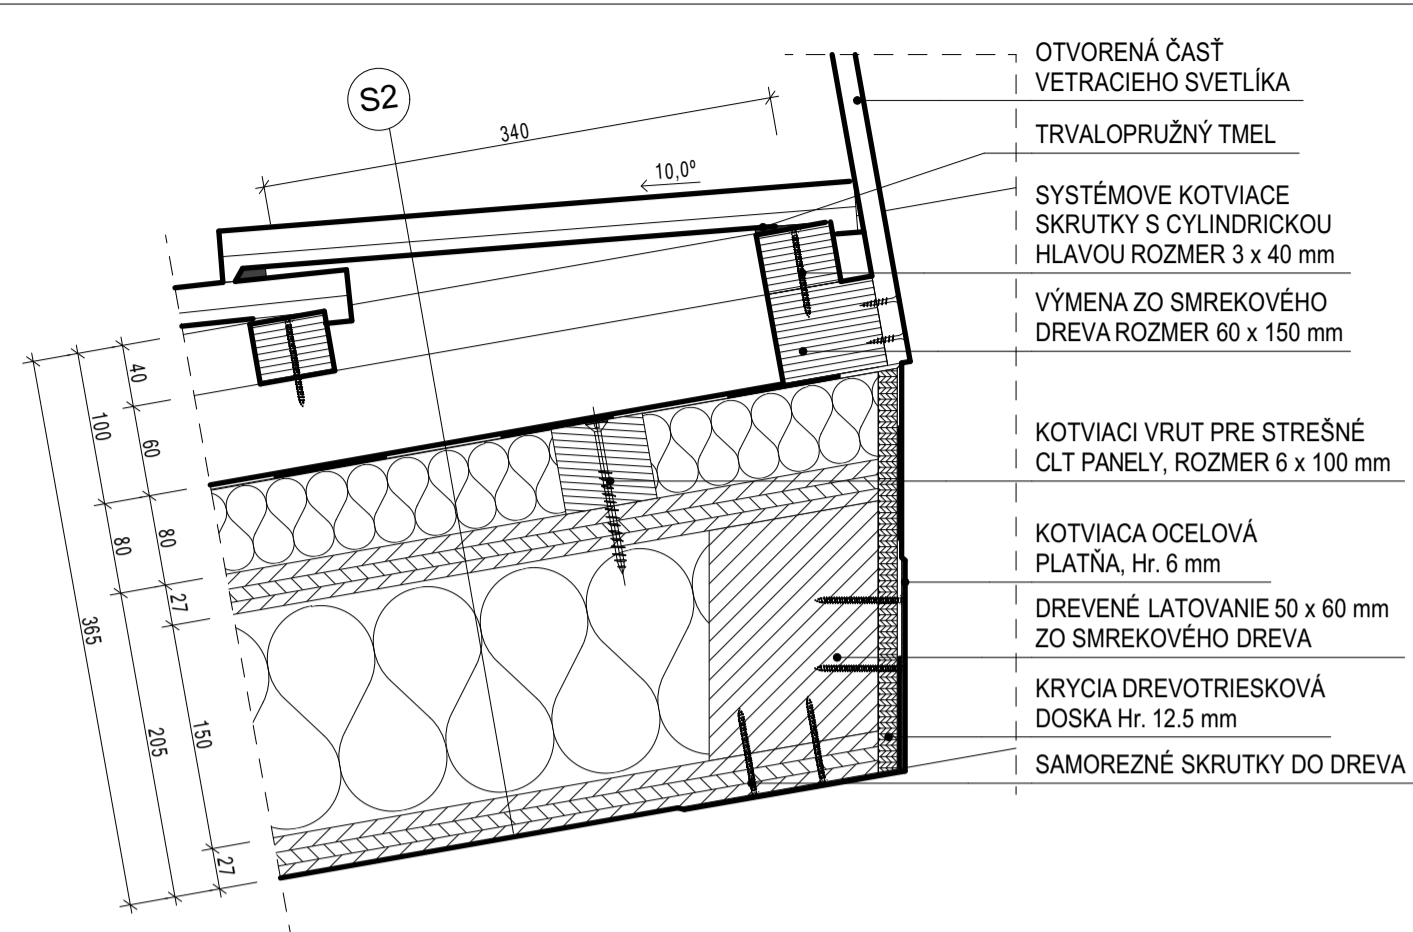 OTVORENÁ ČASŤ
VETRACIEHO SVETLÍKA
TRVALOPRUŽNÝ TMEL
SYSTÉMOVE KOTVIACE
SKRUTKY S CYLINDRICKOU
HLAVOU ROZMER 3 x 40 mm
VÝMENA ZO SMREKOVÉHO
DREVA ROZMER 60 x 150 mm
KOTVIACI VRUT PRE STREŠNÉ
CLT PANELY, ROZMER 6 x 100 mm
KOTVIACA OCELOVÁ
PLATŇA, Hr. 6 mm
DREVENÉ LATOVANIE 50 x 60 mm
ZO SMREKOVÉHO DREVA
KRYCIA DREVOTRIESKOVÁ
DOSKA Hr. 12.5 mm
SAMOREZNÉ SKRUTKY DO DREVA
S2
340
10,0º
40
100
60
80
80
27
365
205
150
27